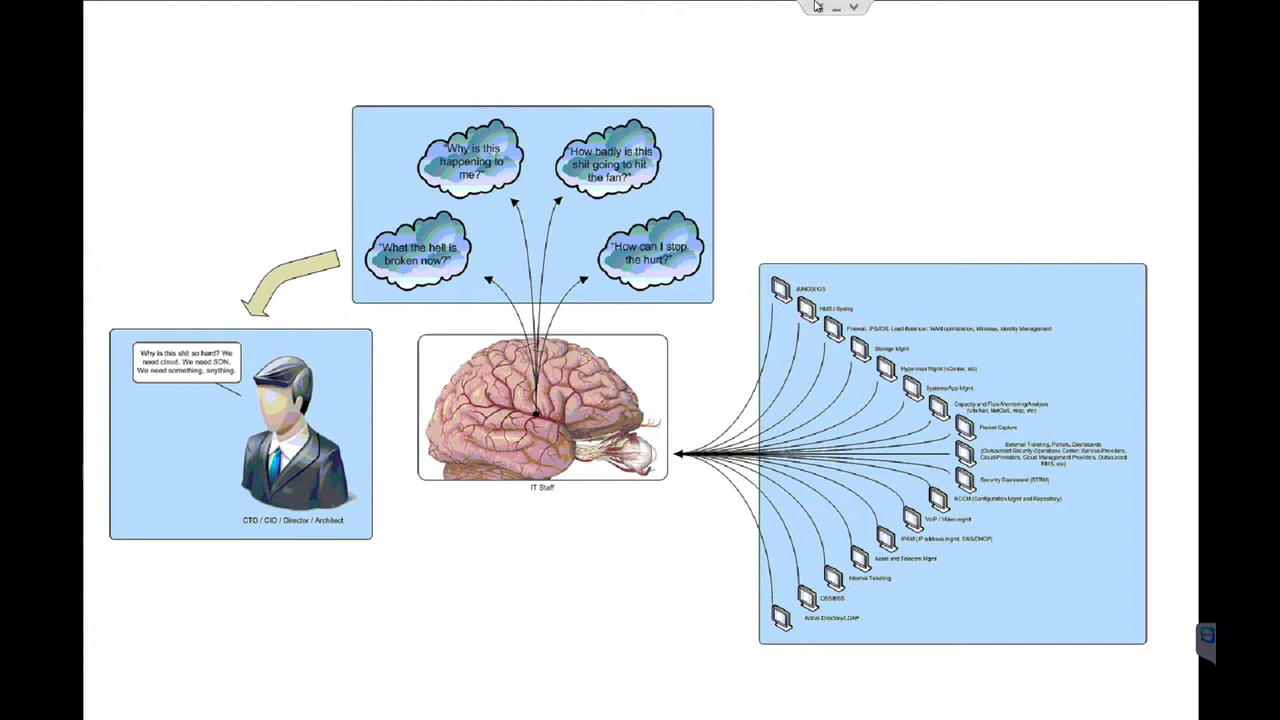 "Why is this
happening to
me?"
"How badly is this
shit going to hit
the fan?"
"What the hell is
broken now?"
"How can I stop
the hurt?"
Why is this shit so hard? We
need cloud. We need SDN.
We need something, anything.
CTO / CIO / Director / Architect
IT Staff
NMS / Syslog
Firewall, IPS/IDS, Load-Balancer, WAN optimization, Wireless, Identity Management
Storage Mgmt
Hypervisor Mgmt (vCenter, etc)
Systems/App Mgmt
Capacity and Flow Monitoring/Analysis
etc)
Packet Capture
External Ticketing, Portals, Dashboards
(Outsourced Security Operations Center, Service-Providers,
Cloud-Providers, Cloud Management Providers, Outsourced
NMS, etc)
Security Dashboard (STRM)
NCCM (Configuration Mgmt and Repository)
VoIP / Video mgmt
IPAM ( IP address mgmt, DNS/DHCP)
Asset and Telecom Mgmt
Internal Ticketing
OSS/BSS
Active Directory/LDAP